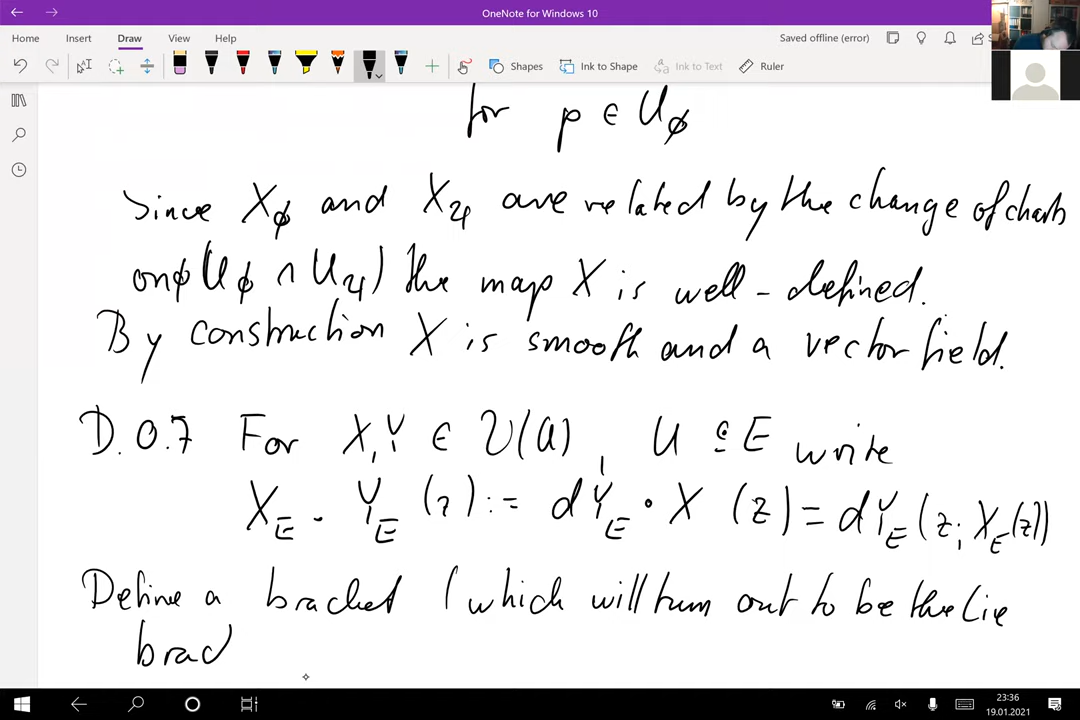 OneNote for Windows 10
Home Insert Draw View Help Saved offline (error)
Shapes Ink to Shape Ink to Text Ruler
for p ∈ U_ϕ
Since X_ϕ and X_ψ are related by the change of charts
on ϕ(U_ϕ ∩ U_ψ) the map X is well-defined.
By construction X is smooth and a vector field.
D.0.7 For X, Y ∈ V(U), U ⊆ E write
X_E . Y_E (z) := dY_E ∘ X (z) = dY_E (z; X_E(z))
Define a bracket (which will turn out to be the Lie
brac
23:36
19.01.2021